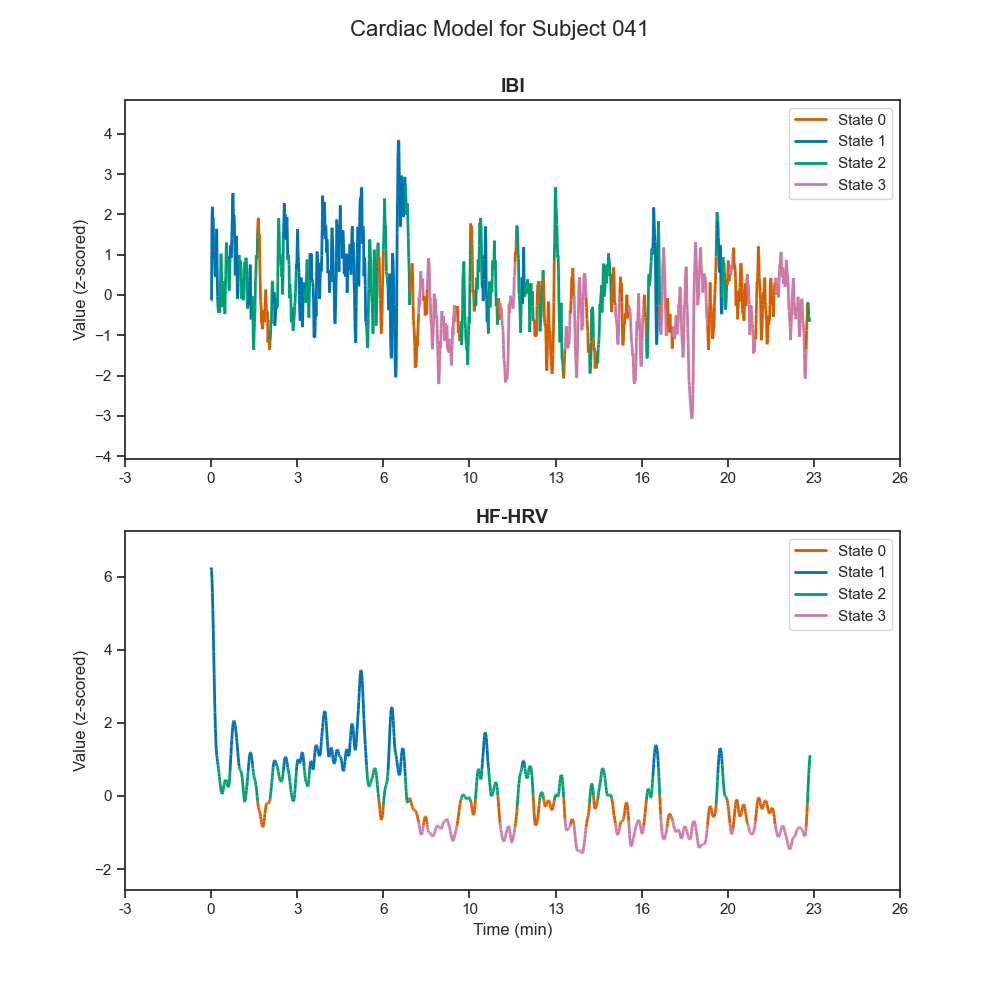 Cardiac Model for Subject 041
IBI
Value (z-scored)
4
3
2
1
0
−1
−2
−3
−4
-3
0
3
6
10
13
16
20
23
26
State 0
State 1
State 2
State 3
HF-HRV
Value (z-scored)
6
4
2
0
−2
-3
0
3
6
10
13
16
20
23
26
State 0
State 1
State 2
State 3
Time (min)